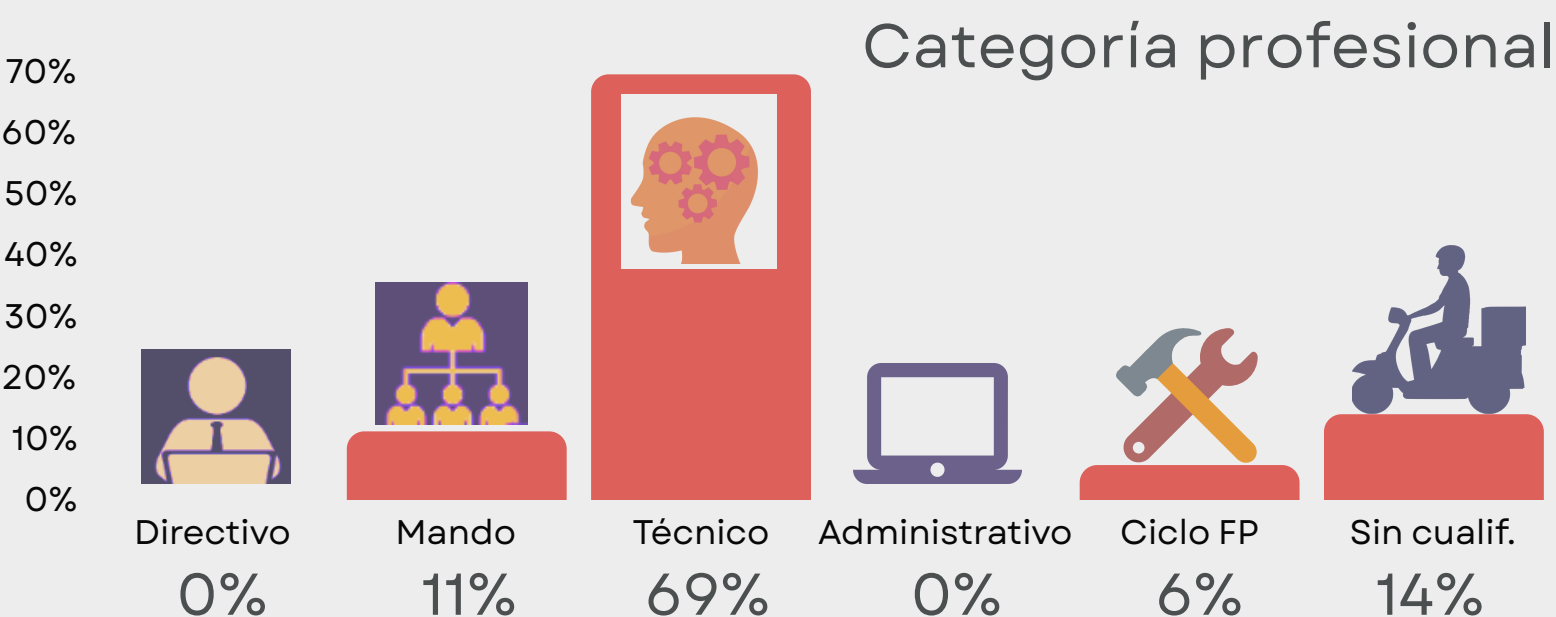 Categoría profesional
70%
60%
50%
40%
30%
20%
10%
0%
Directivo Mando Técnico Administrativo Ciclo FP Sin cualif.
0% 11% 69% 0% 6% 14%